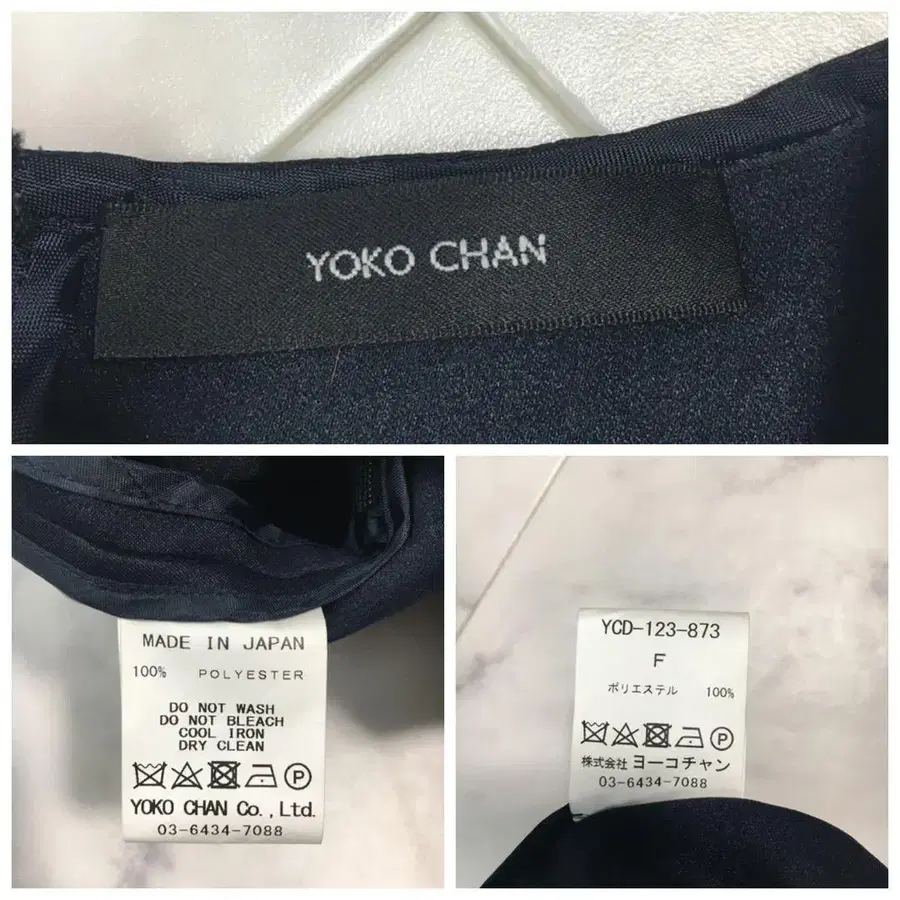 YOKO CHAN
MADE IN JAPAN
100% POLYESTER
DO NOT WASH
DO NOT BLEACH
COOL IRON
DRY CLEAN
P
YOKO CHAN Co.,Ltd.
03-6434-7088
YCD-123-873
F
ポリエステル 100%
P
株式会社 ヨーコチャン
03-6434-7088